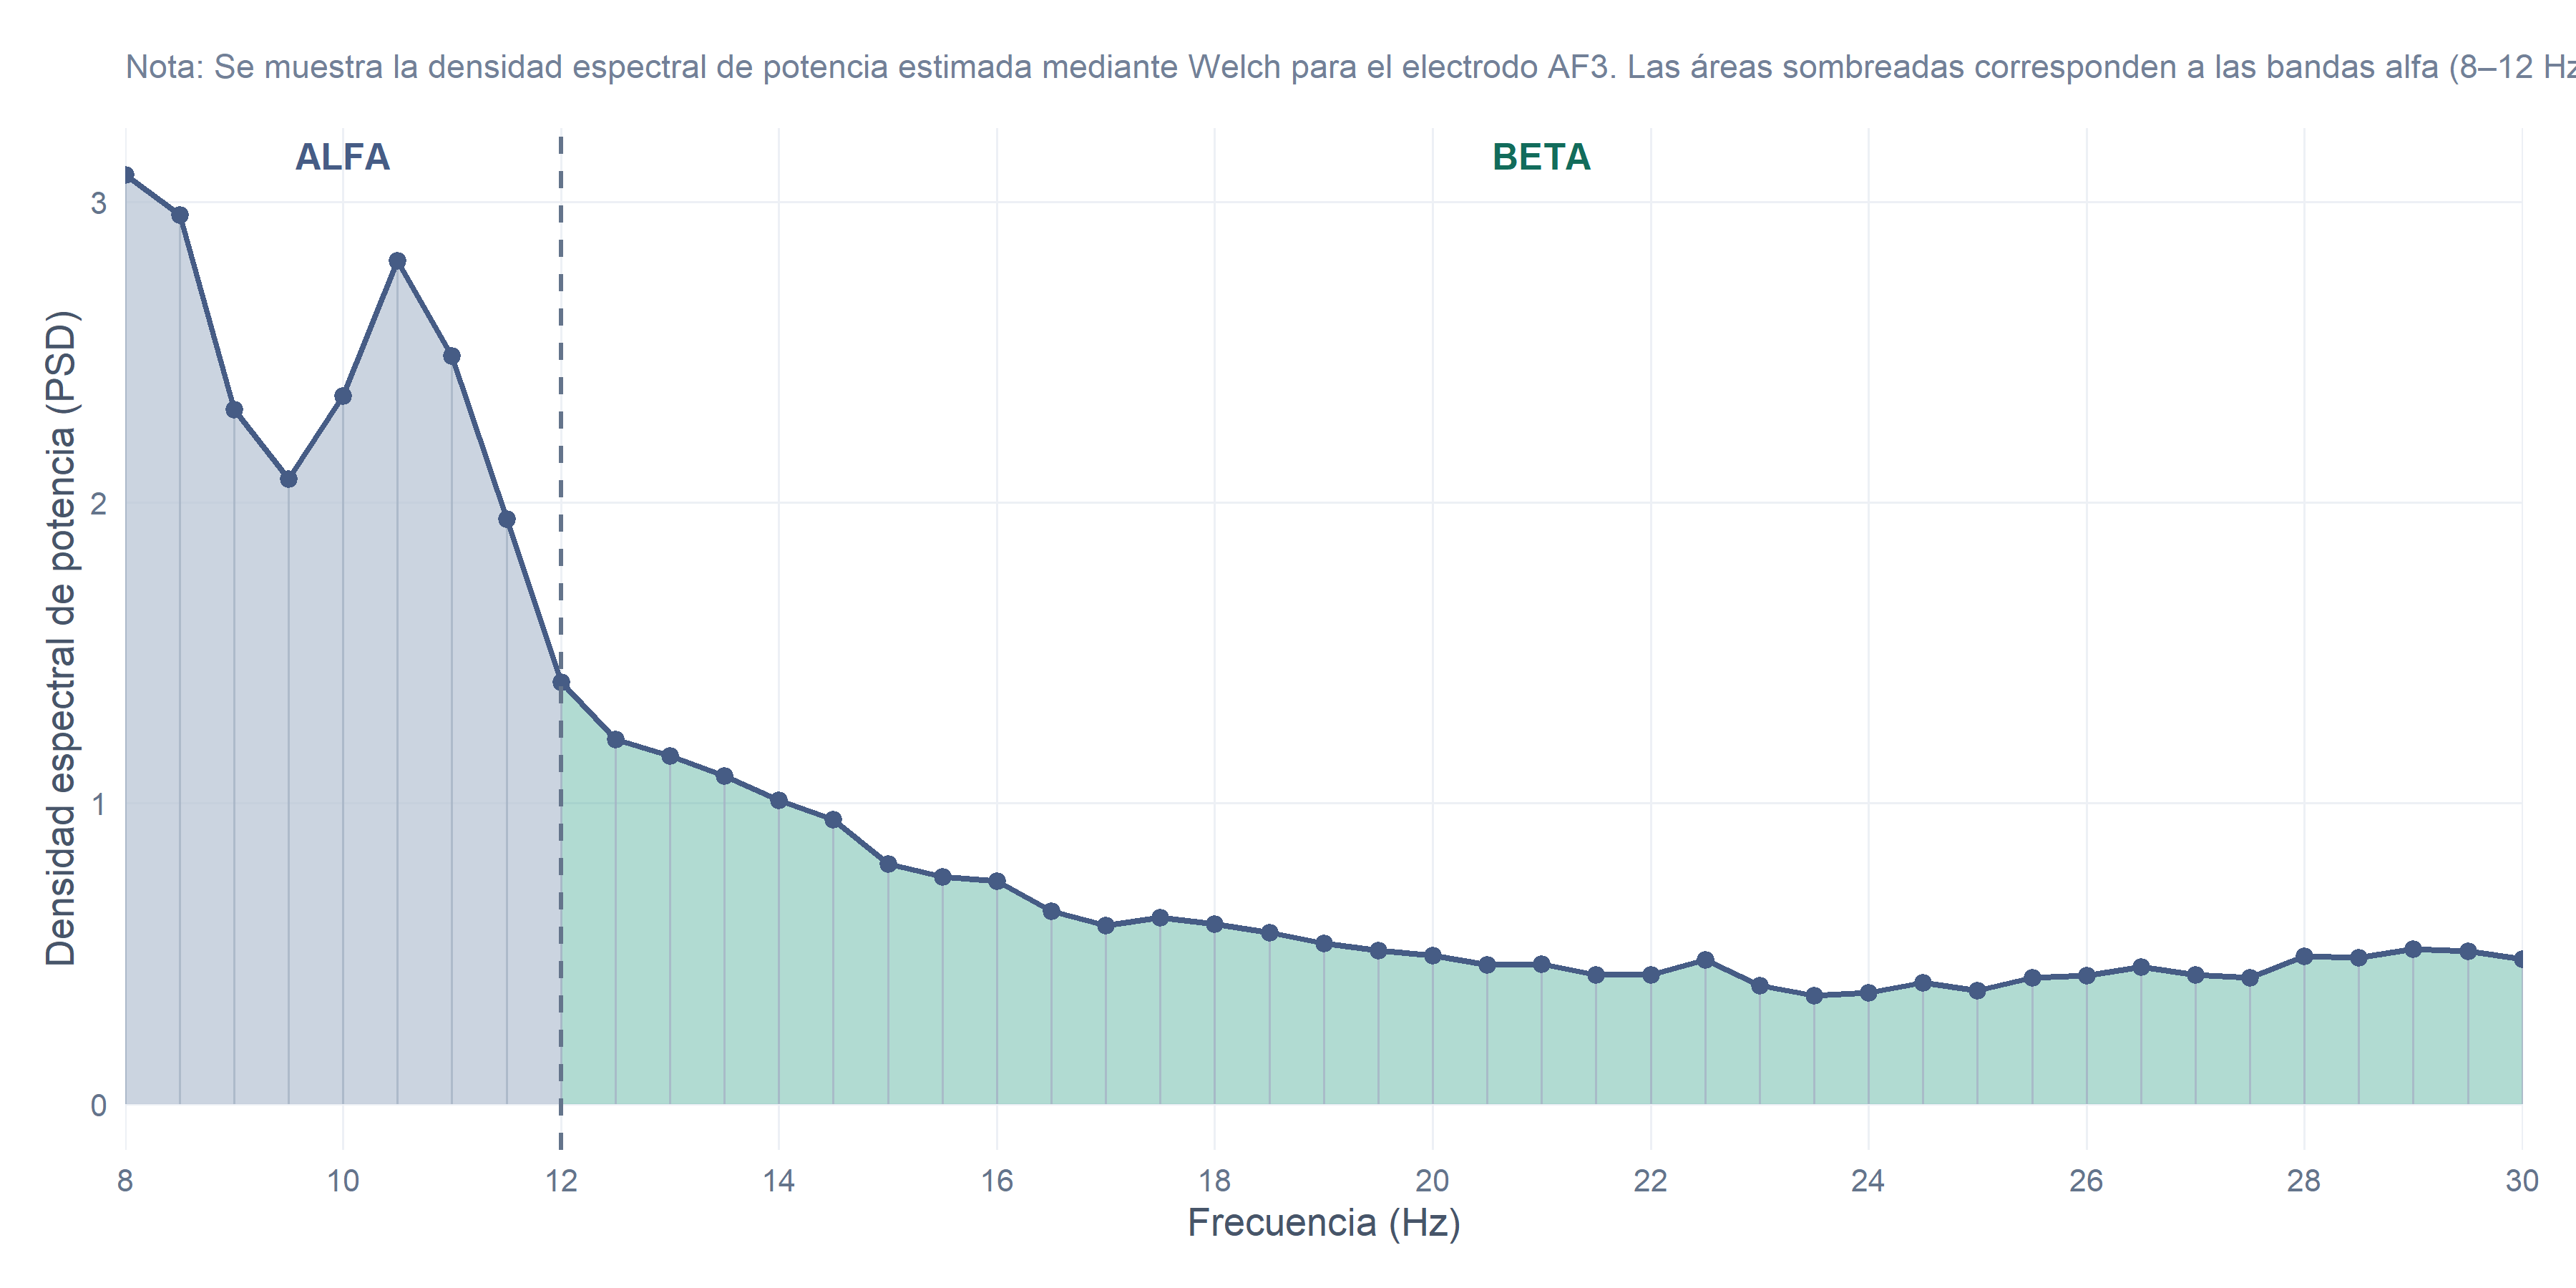 Nota: Se muestra la densidad espectral de potencia estimada mediante Welch para el electrodo AF3. Las áreas sombreadas corresponden a las bandas alfa (8–12 Hz
ALFA
BETA
Densidad espectral de potencia (PSD)
3
2
1
0
8 10 12 14 16 18 20 22 24 26 28 30
Frecuencia (Hz)